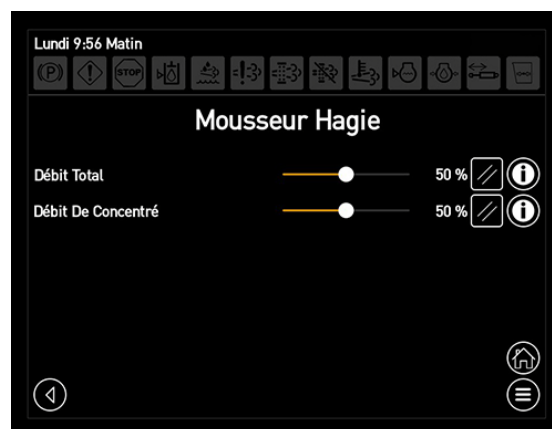 Lundi 9:56 Matin
(P)
STOP
Mousseur Hagie
Débit Total 50 %
Débit De Concentré 50 %